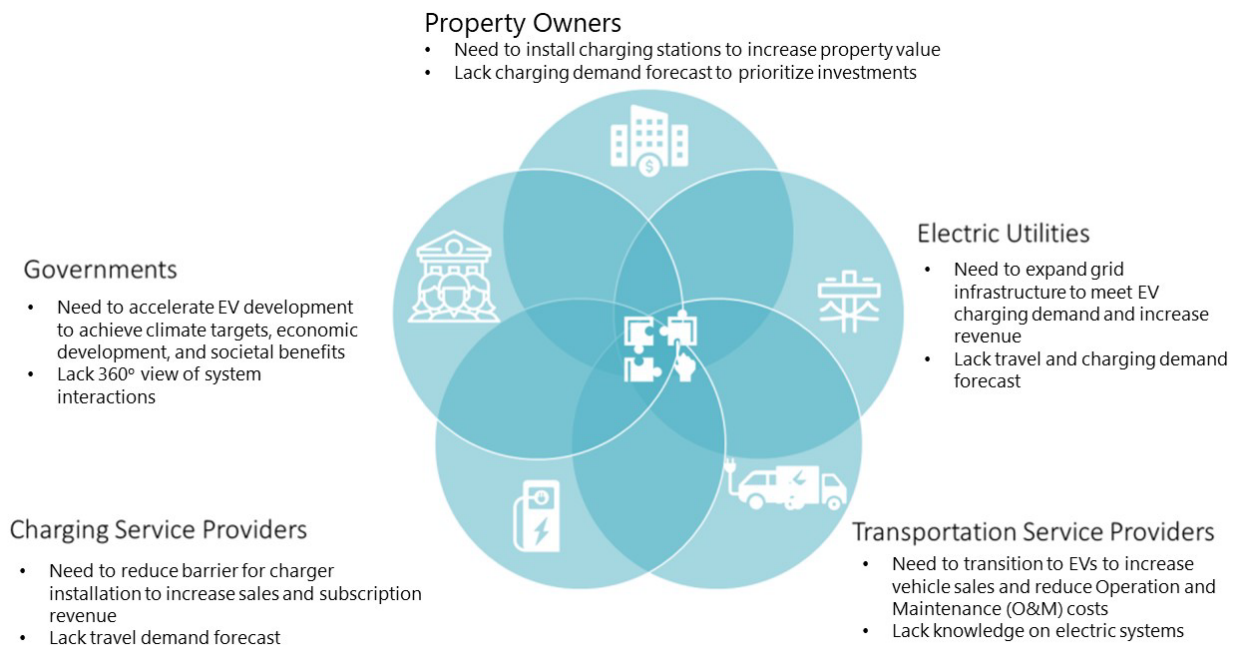 Property Owners
• Need to install charging stations to increase property value
• Lack charging demand forecast to prioritize investments
$
Electric Utilities
• Need to expand grid
infrastructure to meet EV
charging demand and increase
revenue
• Lack travel and charging demand
forecast
Governments
• Need to accelerate EV development
to achieve climate targets, economic
development, and societal benefits
• Lack 360° view of system
interactions
Charging Service Providers
• Need to reduce barrier for charger
installation to increase sales and subscription
revenue
• Lack travel demand forecast
Transportation Service Providers
• Need to transition to EVs to increase
vehicle sales and reduce Operation and
Maintenance (O&M) costs
• Lack knowledge on electric systems